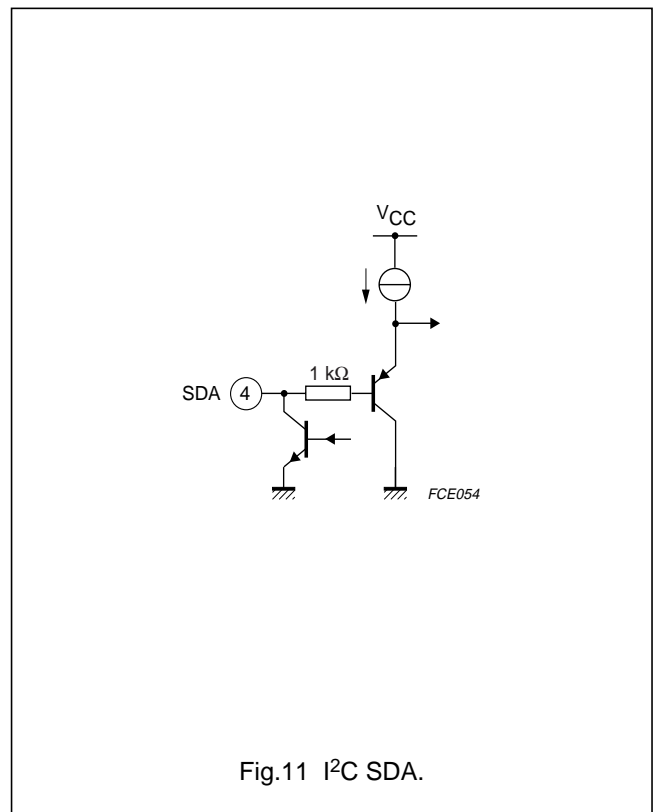 VCC
1 kΩ
SDA 4
FCE054
Fig.11 I²C SDA.